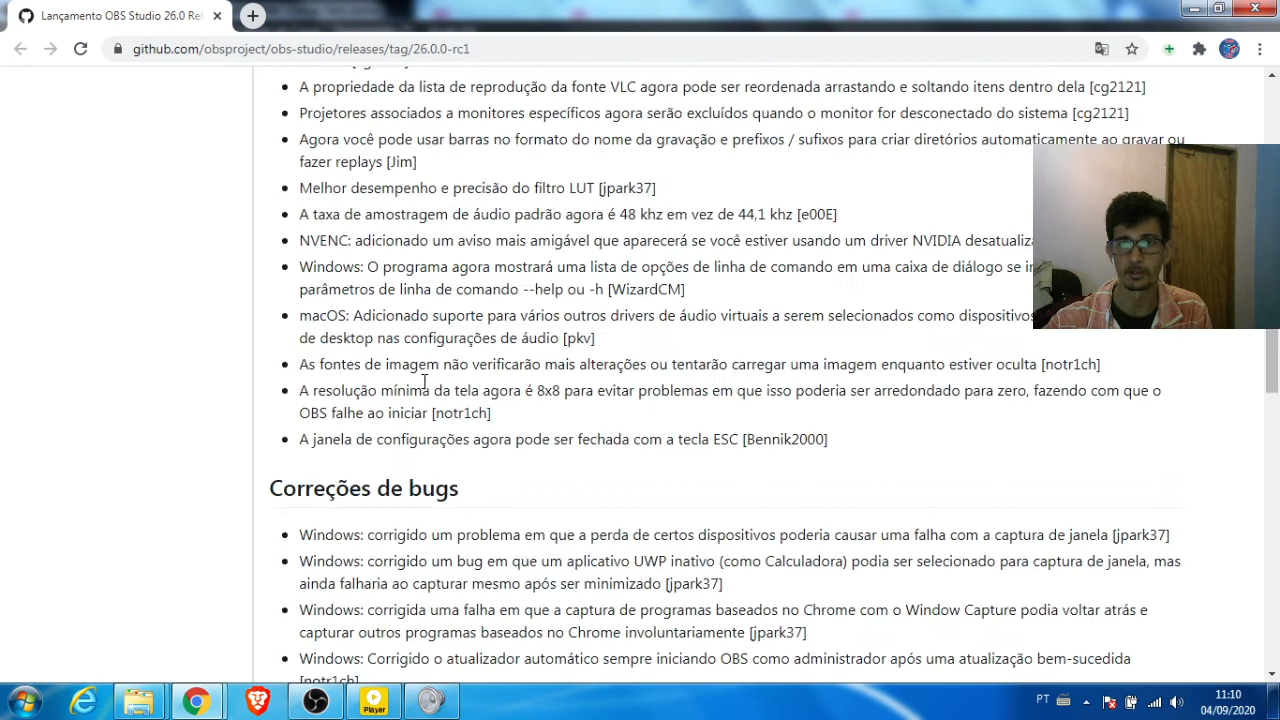 Lançamento OBS Studio 26.0 Rel
github.com/obsproject/obs-studio/releases/tag/26.0.0-rc1
A propriedade da lista de reprodução da fonte VLC agora pode ser reordenada arrastando e soltando itens dentro dela [cg2121]
Projetores associados a monitores específicos agora serão excluídos quando o monitor for desconectado do sistema [cg2121]
Agora você pode usar barras no formato do nome da gravação e prefixos / sufixos para criar diretórios automaticamente ao gravar ou
fazer replays [Jim]
Melhor desempenho e precisão do filtro LUT [jpark37]
A taxa de amostragem de áudio padrão agora é 48 khz em vez de 44,1 khz [e00E]
NVENC: adicionado um aviso mais amigável que aparecerá se você estiver usando um driver NVIDIA desatualiza
Windows: O programa agora mostrará uma lista de opções de linha de comando em uma caixa de diálogo se in
parâmetros de linha de comando --help ou -h [WizardCM]
macOS: Adicionado suporte para vários outros drivers de áudio virtuais a serem selecionados como dispositivos
de desktop nas configurações de áudio [pkv]
As fontes de imagem não verificarão mais alterações ou tentarão carregar uma imagem enquanto estiver oculta [notr1ch]
A resolução mínima da tela agora é 8x8 para evitar problemas em que isso poderia ser arredondado para zero, fazendo com que o
OBS falhe ao iniciar [notr1ch]
A janela de configurações agora pode ser fechada com a tecla ESC [Bennik2000]
Correções de bugs
Windows: corrigido um problema em que a perda de certos dispositivos poderia causar uma falha com a captura de janela [jpark37]
Windows: corrigido um bug em que um aplicativo UWP inativo (como Calculadora) podia ser selecionado para captura de janela, mas
ainda falharia ao capturar mesmo após ser minimizado [jpark37]
Windows: corrigida uma falha em que a captura de programas baseados no Chrome com o Window Capture podia voltar atrás e
capturar outros programas baseados no Chrome involuntariamente [jpark37]
Windows: Corrigido o atualizador automático sempre iniciando OBS como administrador após uma atualização bem-sucedida
[notr1ch]
Player
PT
11:10
04/09/2020